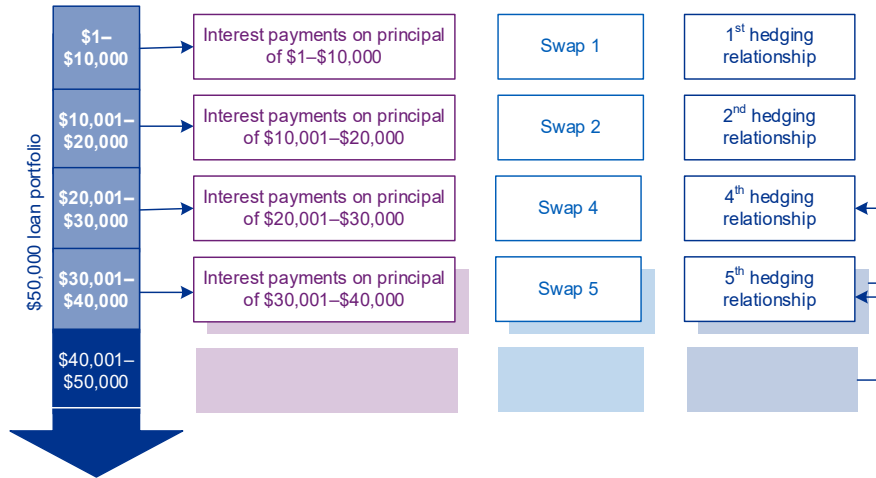 $50,000 loan portfolio
$1–
$10,000
Interest payments on principal
of $1–$10,000
Swap 1
1st hedging
relationship
$10,001–
$20,000
Interest payments on principal
of $10,001–$20,000
Swap 2
2nd hedging
relationship
$20,001–
$30,000
Interest payments on principal
of $20,001–$30,000
Swap 4
4th hedging
relationship
$30,001–
$40,000
Interest payments on principal
of $30,001–$40,000
Swap 5
5th hedging
relationship
$40,001–
$50,000